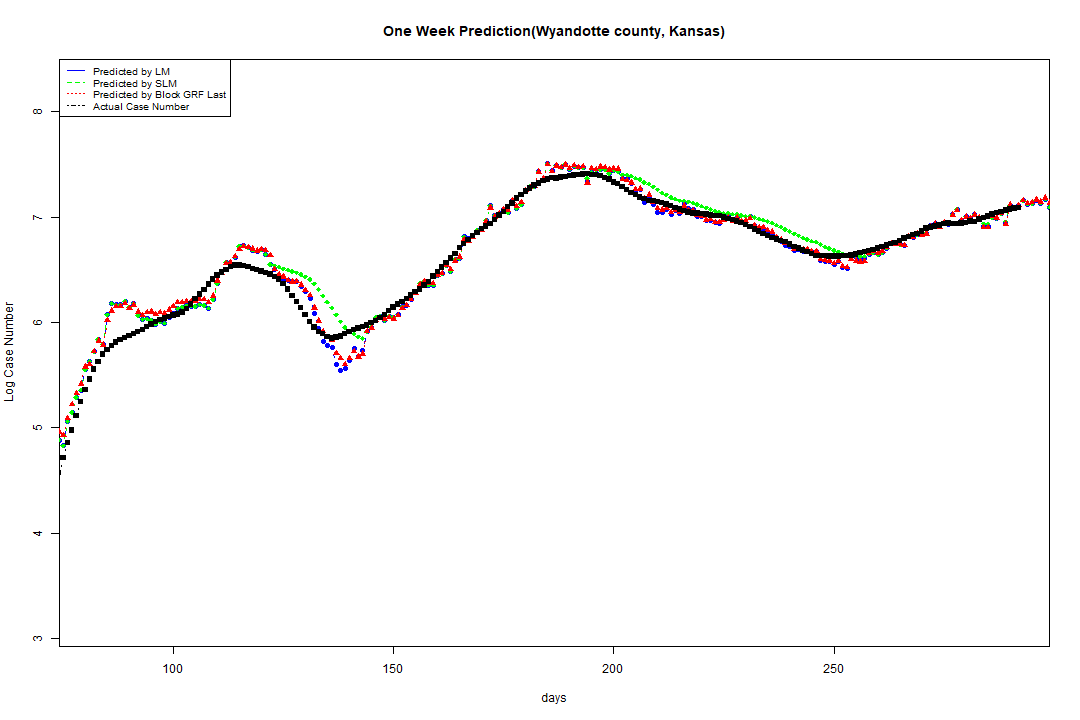 One Week Prediction(Wyandotte county, Kansas)
Predicted by LM
Predicted by SLM
Predicted by Block GRF Last
Actual Case Number
8
7
6
5
4
3
Log Case Number
100 150 200 250
days